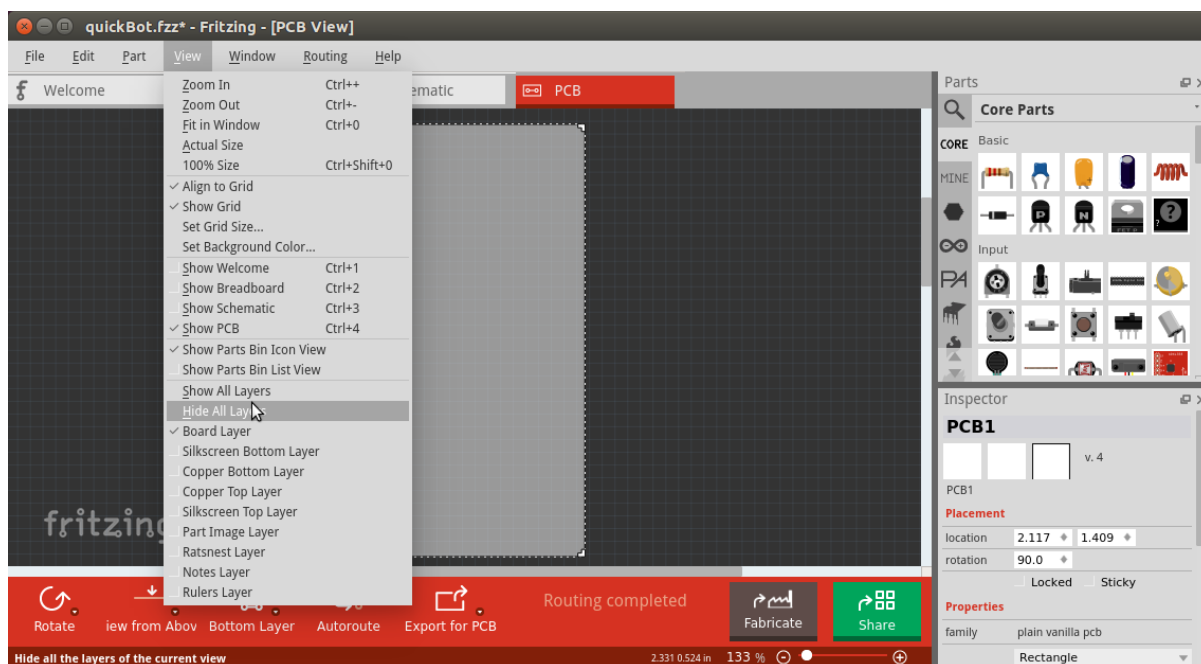 quickBot.fzz* - Fritzing - [PCB View]
File Edit Part View Window Routing Help
Welcome
ematic
PCB
Zoom In Ctrl++
Zoom Out Ctrl+-
Fit in Window Ctrl+0
Actual Size
100% Size Ctrl+Shift+0
Align to Grid
Show Grid
Set Grid Size...
Set Background Color...
Show Welcome Ctrl+1
Show Breadboard Ctrl+2
Show Schematic Ctrl+3
Show PCB Ctrl+4
Show Parts Bin Icon View
Show Parts Bin List View
Show All Layers
Hide All Layers
Board Layer
Silkscreen Bottom Layer
Copper Bottom Layer
Copper Top Layer
Silkscreen Top Layer
Part Image Layer
Ratsnest Layer
Notes Layer
Rulers Layer
fritzing
Parts
Core Parts
CORE
Basic
MINE
P N
?
Input
PA
Inspector
PCB1
v. 4
PCB1
Placement
location 2.117 1.409
rotation 90.0
Locked Sticky
Properties
family plain vanilla pcb
Rectangle
Rotate
iew from Abov
Bottom Layer
Autoroute
Export for PCB
Routing completed
Fabricate
Share
Hide all the layers of the current view
2.331 0.524 in 133 %